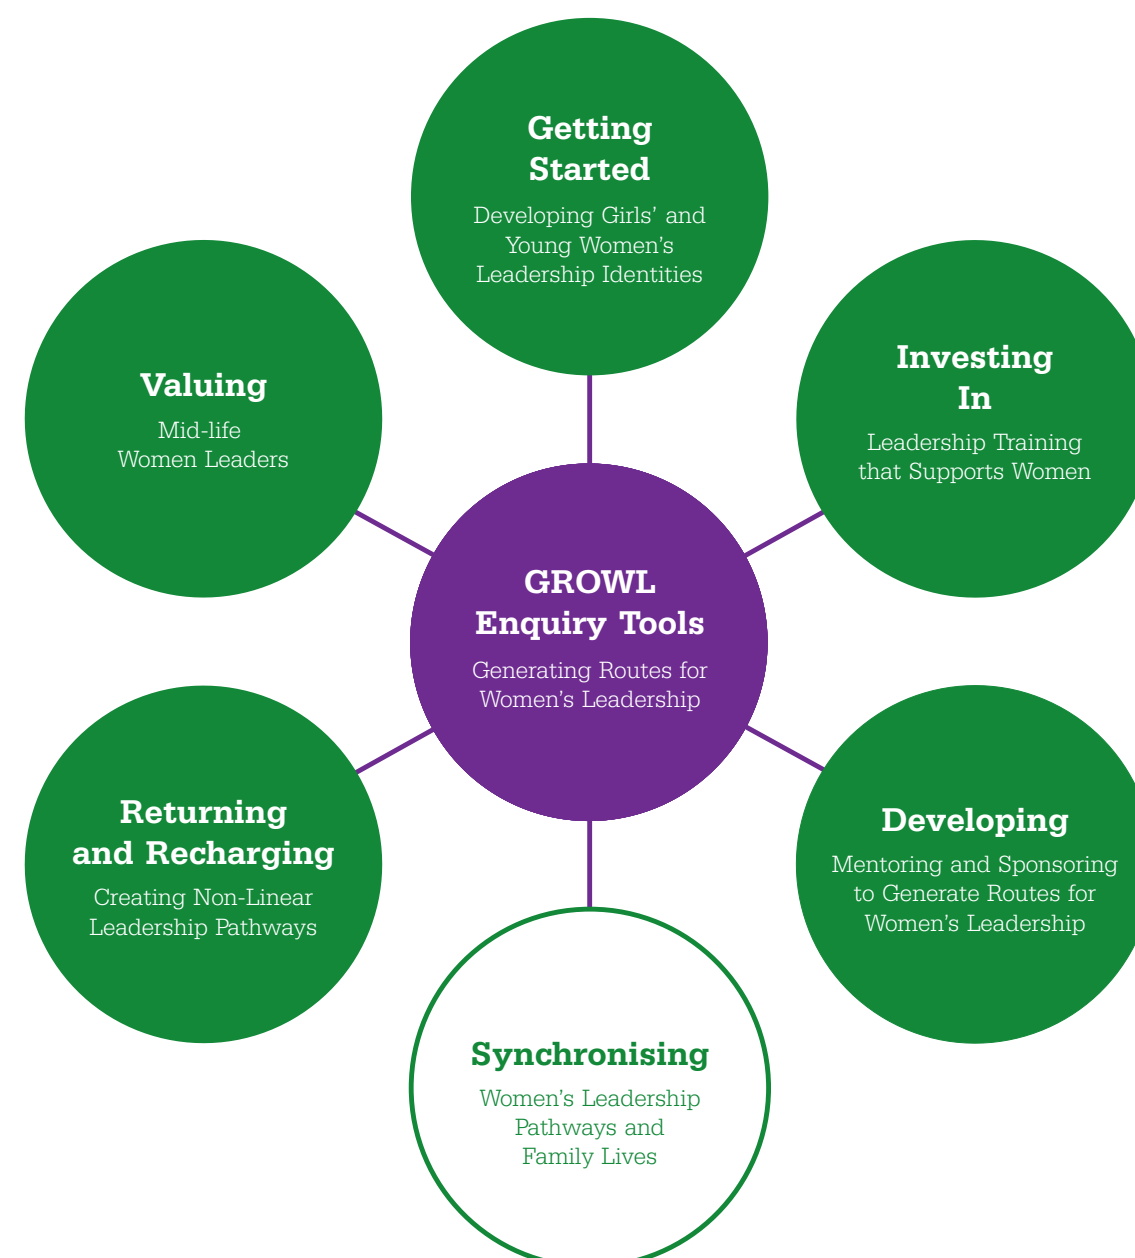 Getting
Started
Developing Girls’ and
Young Women’s
Leadership Identities
Investing
In
Leadership Training
that Supports Women
Developing
Mentoring and Sponsoring
to Generate Routes for
Women’s Leadership
Synchronising
Women’s Leadership
Pathways and
Family Lives
Returning
and Recharging
Creating Non-Linear
Leadership Pathways
Valuing
Mid-life
Women Leaders
GROWL
Enquiry Tools
Generating Routes for
Women’s Leadership